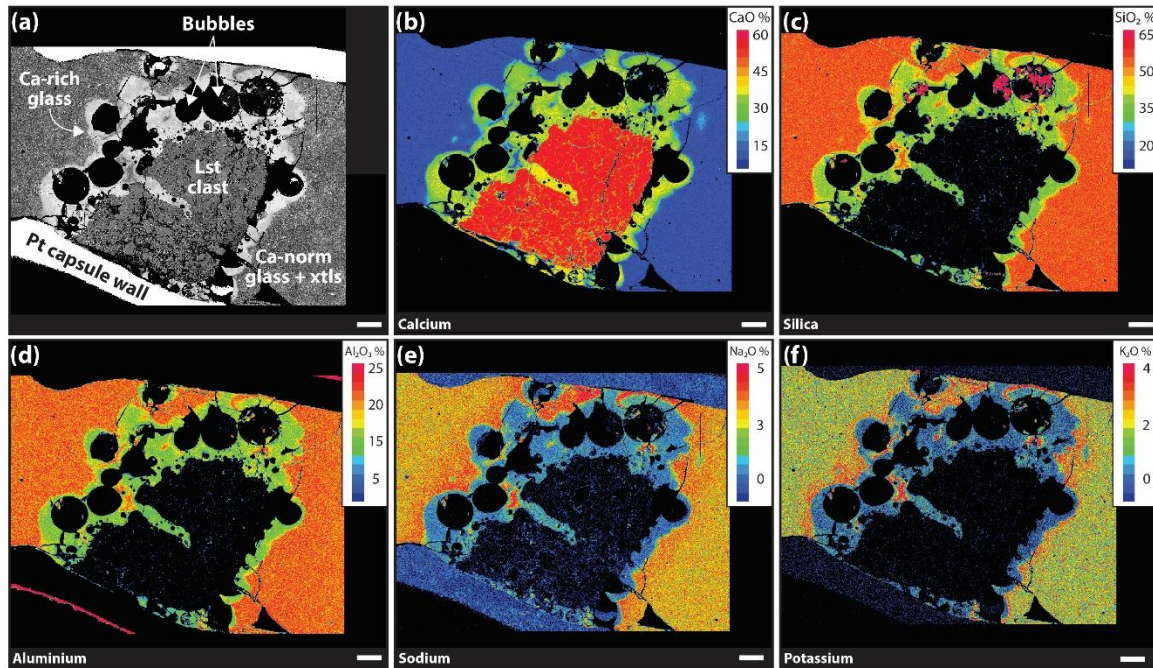 (a)
Bubbles
Ca-rich
glass
Lst
clast
Ca-norm
glass + xtls
Pt capsule wall
(b)
CaO %
60
45
30
15
Calcium
(c)
SiO₂ %
65
50
35
20
Silica
(d)
Al₂O₃ %
25
20
15
10
5
Aluminium
(e)
Na₂O %
5
3
0
Sodium
(f)
K₂O %
4
2
0
Potassium